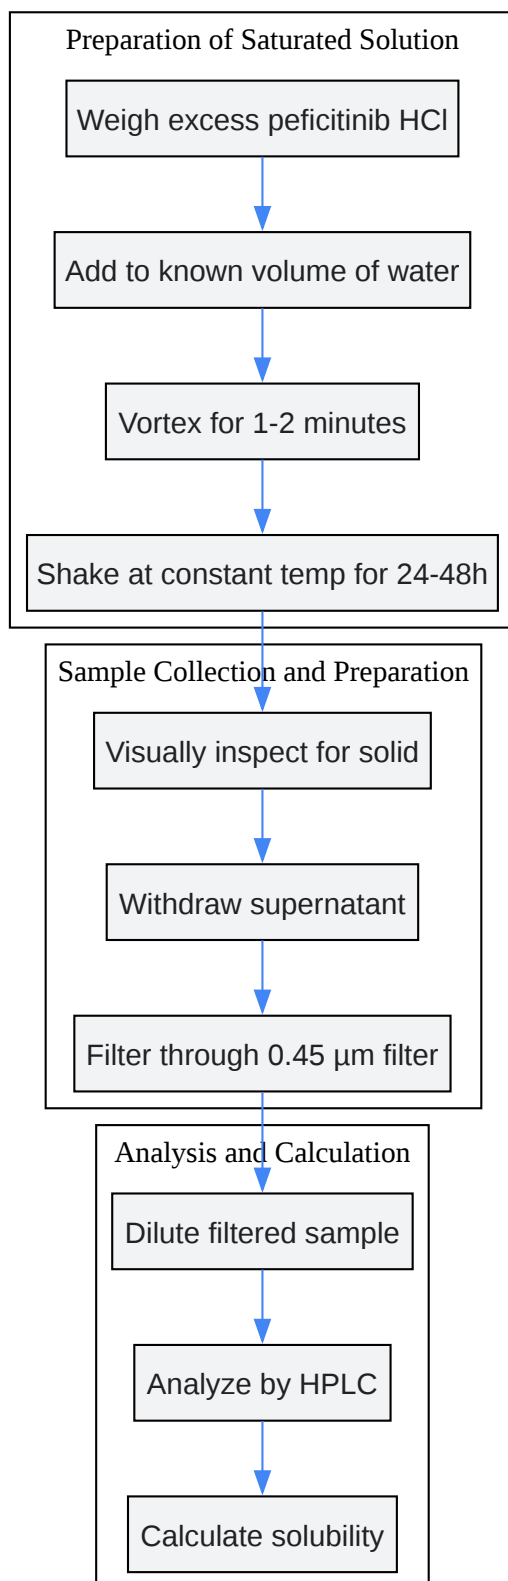 Preparation of Saturated Solution
Weigh excess peficitinib HCl
Add to known volume of water
Vortex for 1-2 minutes
Shake at constant temp for 24-48h
Sample Collection and Preparation
Visually inspect for solid
Withdraw supernatant
Filter through 0.45 µm filter
Analysis and Calculation
Dilute filtered sample
Analyze by HPLC
Calculate solubility